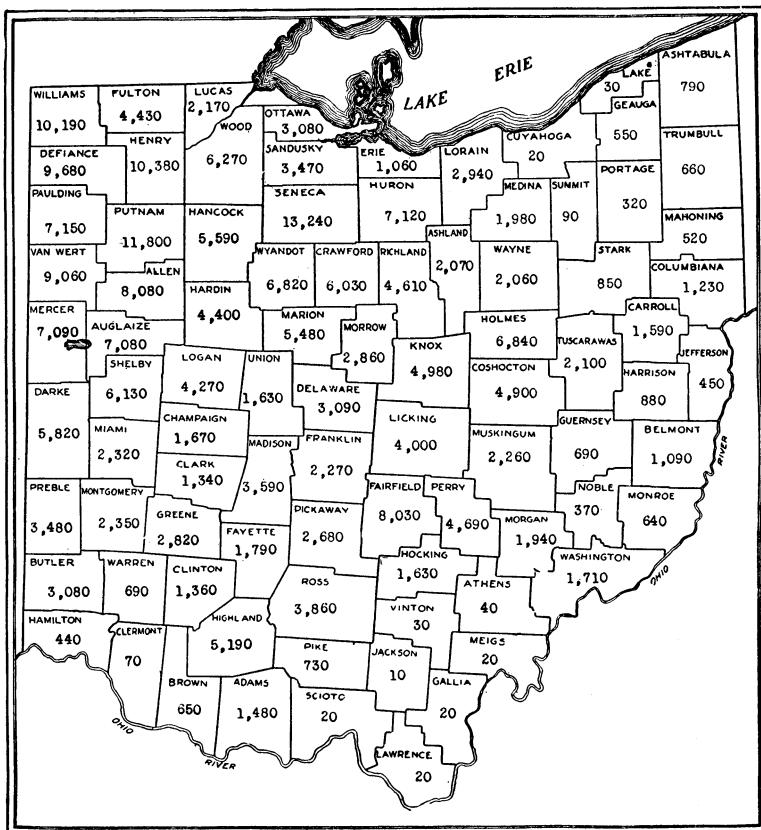 LAKE ERIE
WILLIAMS
10,190
FULTON
4,430
LUCAS
2,170
OTTAWA
3,080
LAKE
30
ASHTABULA
790
GEAUGA
550
CUYAHOGA
20
WOOD
6,270
SANDUSKY
3,470
ERIE
1,060
LORAIN
2,940
TRUMBULL
660
DEFIANCE
9,680
HENRY
10,380
SENECA
13,240
HURON
7,120
MEDINA
1,980
SUMMIT
90
PORTAGE
320
MAHONING
520
PAULDING
7,150
PUTNAM
11,800
HANCOCK
5,590
WYANDOT
6,820
CRAWFORD
6,030
RICHLAND
4,610
ASHLAND
2,070
WAYNE
2,060
STARK
850
COLUMBIANA
1,230
VAN WERT
9,060
ALLEN
8,080
HARDIN
4,400
MARION
5,480
MORROW
2,860
HOLMES
6,840
TUSCARAWAS
2,100
CARROLL
1,590
JEFFERSON
450
MERCER
7,090
AUGLAIZE
7,080
LOGAN
4,270
UNION
1,630
KNOX
4,980
COSHOCTON
4,900
HARRISON
880
SHELBY
6,130
DELAWARE
3,090
DARKE
5,820
CHAMPAIGN
1,670
LICKING
4,000
MUSKINGUM
2,260
GUERNSEY
690
BELMONT
1,090
MIAMI
2,320
CLARK
1,340
MADISON
3,590
FRANKLIN
2,270
NOBLE
370
MONROE
640
RIVER
OHIO
PREBLE
3,480
MONTGOMERY
2,350
GREENE
2,820
FAYETTE
1,790
PICKAWAY
2,680
FAIRFIELD
8,030
PERRY
4,690
MORGAN
1,940
WASHINGTON
1,710
BUTLER
3,080
WARREN
690
CLINTON
1,360
ROSS
3,860
HOCKING
1,630
ATHENS
40
VINTON
30
HAMILTON
440
CLERMONT
70
HIGHLAND
5,190
PIKE
730
JACKSON
10
MEIGS
20
GALLIA
20
BROWN
650
ADAMS
1,480
SCIOTO
20
LAWRENCE
20
OHIO
RIVER